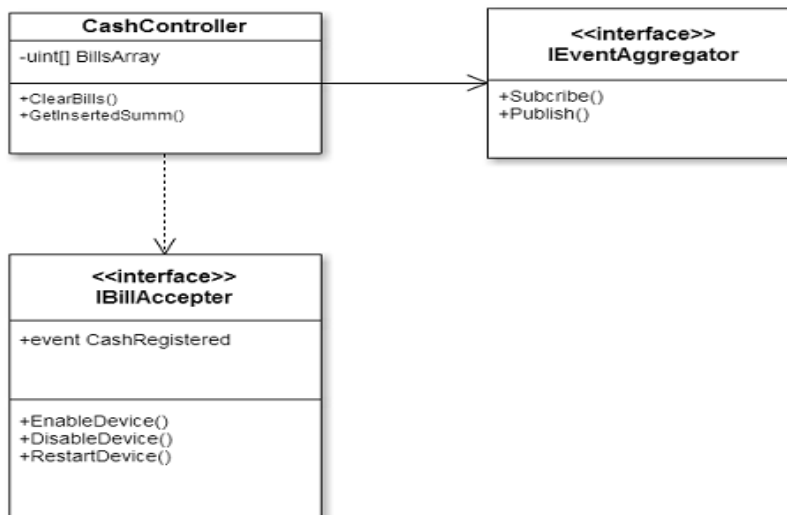 CashController
-uint[] BillsArray
+ClearBills()
+GetInsertedSumm()
<<interface>>
IEventAggregator
+Subcribe()
+Publish()
<<interface>>
IBillAccepter
+event CashRegistered
+EnableDevice()
+DisableDevice()
+RestartDevice()